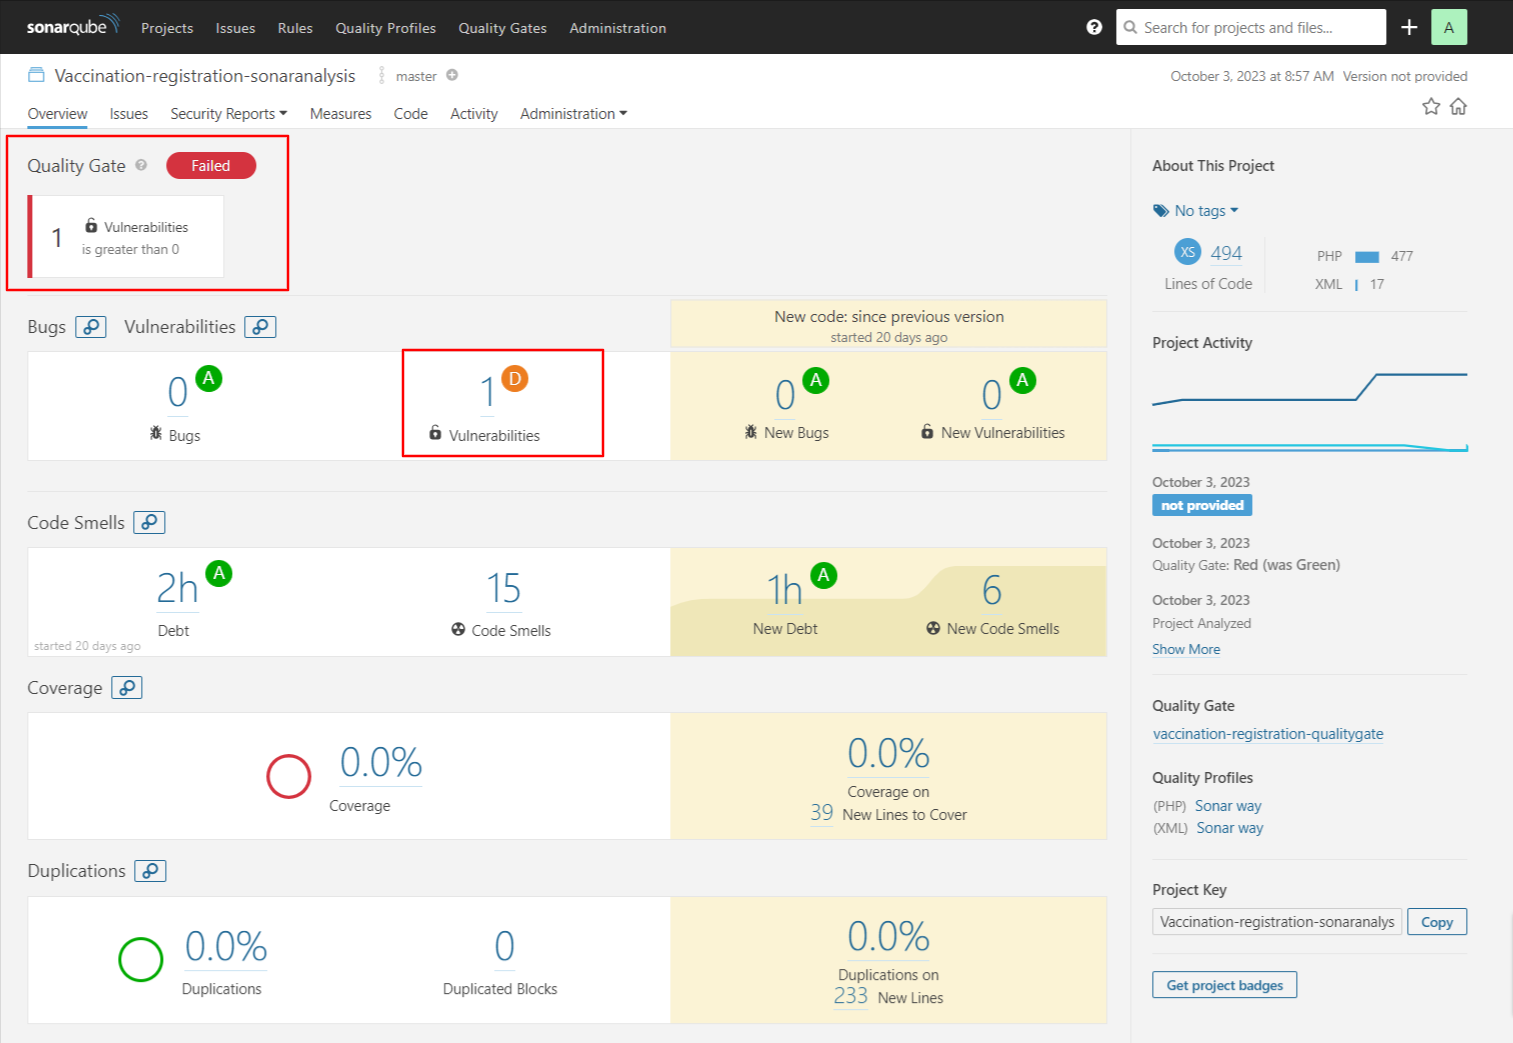 sonarqube Projects Issues Rules Quality Profiles Quality Gates Administration ? Search for projects and files... + A
Vaccination-registration-sonaranalysis master October 3, 2023 at 8:57 AM Version not provided
Overview Issues Security Reports Measures Code Activity Administration
Quality Gate ? Failed
1 Vulnerabilities
is greater than 0
Bugs Vulnerabilities
New code: since previous version
started 20 days ago
0 A
Bugs
1 D
Vulnerabilities
0 A
New Bugs
0 A
New Vulnerabilities
Code Smells
2h A
Debt
started 20 days ago
15
Code Smells
1h A
New Debt
6
New Code Smells
Coverage
0.0%
Coverage
0.0%
Coverage on
39 New Lines to Cover
Duplications
0.0%
Duplications
0
Duplicated Blocks
0.0%
Duplications on
233 New Lines
About This Project
No tags
XS 494
Lines of Code
PHP 477
XML 17
Project Activity
October 3, 2023
not provided
October 3, 2023
Quality Gate: Red (was Green)
October 3, 2023
Project Analyzed
Show More
Quality Gate
vaccination-registration-qualitygate
Quality Profiles
(PHP) Sonar way
(XML) Sonar way
Project Key
Vaccination-registration-sonaranalys Copy
Get project badges